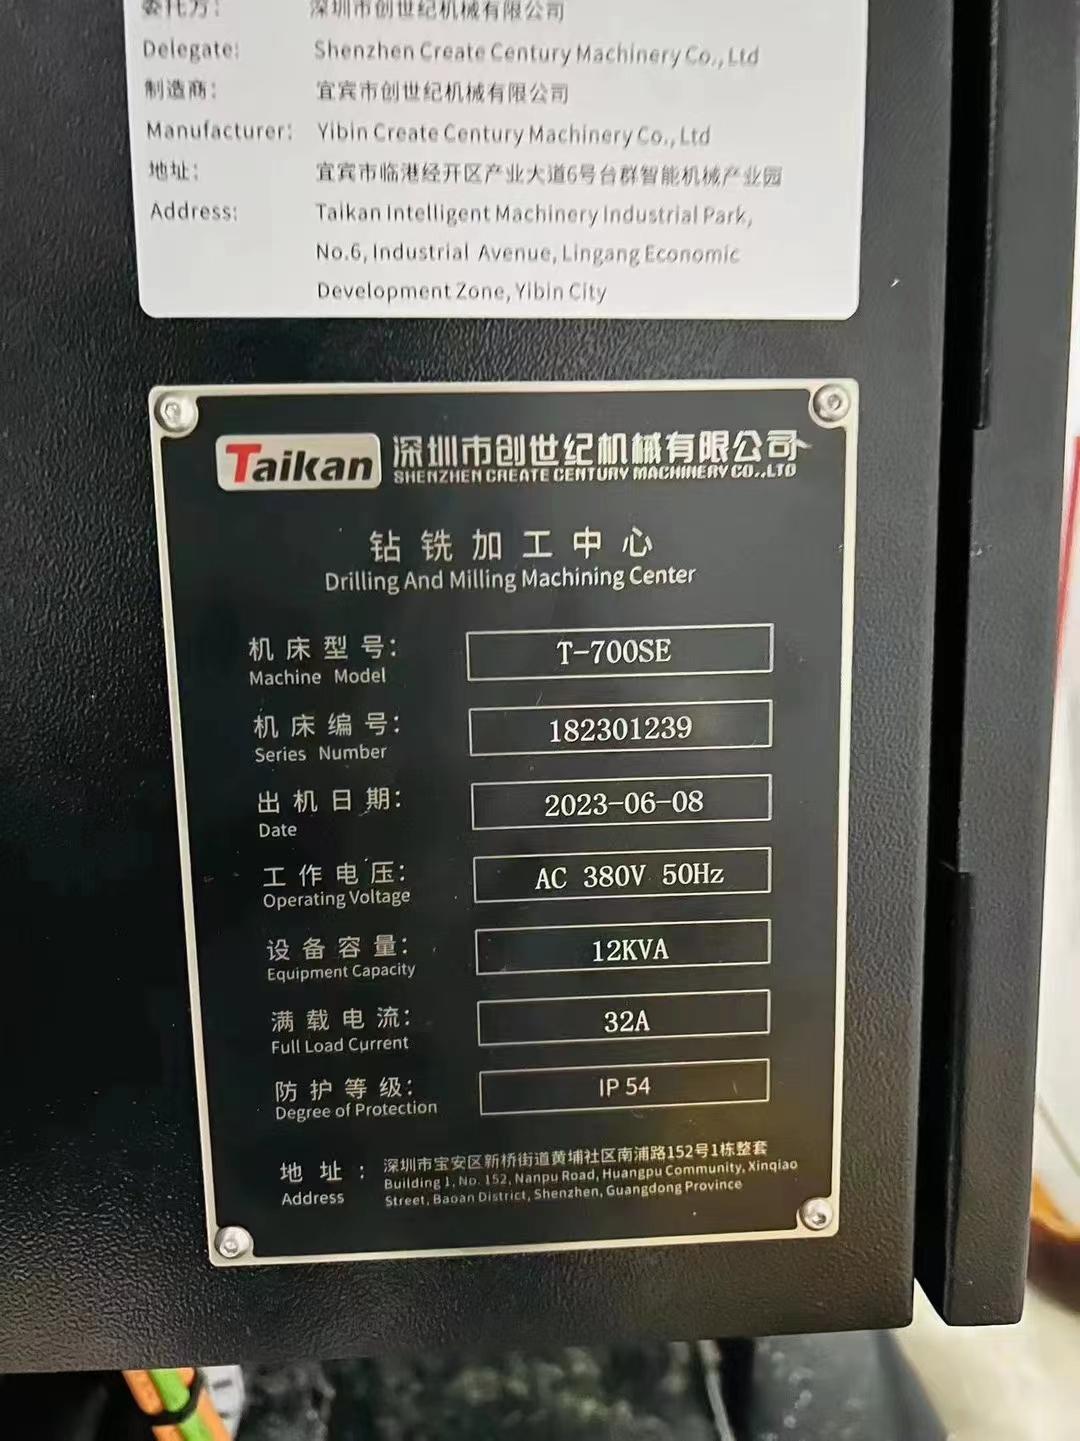 委托方： 深圳市创世纪机械有限公司
Delegate: Shenzhen Create Century Machinery Co., Ltd
制造商： 宜宾市创世纪机械有限公司
Manufacturer: Yibin Create Century Machinery Co., Ltd
地址： 宜宾市临港经开区产业大道6号台群智能机械产业园
Address: Taikan Intelligent Machinery Industrial Park,
No.6, Industrial Avenue, Lingang Economic
Development Zone, Yibin City
Taikan 深圳市创世纪机械有限公司
SHENZHEN CREATE CENTURY MACHINERY CO.,LTD
钻铣加工中心
Drilling And Milling Machining Center
机床型号： T-700SE
Machine Model
机床编号： 182301239
Series Number
出机日期： 2023-06-08
Date
工作电压： AC 380V 50Hz
Operating Voltage
设备容量： 12KVA
Equipment Capacity
满载电流： 32A
Full Load Current
防护等级： IP 54
Degree of Protection
地址： 深圳市宝安区新桥街道黄埔社区南浦路152号1栋整套
Address Building 1, No. 152, Nanpu Road, Huangpu Community, Xinqiao
Street, Baoan District, Shenzhen, Guangdong Province